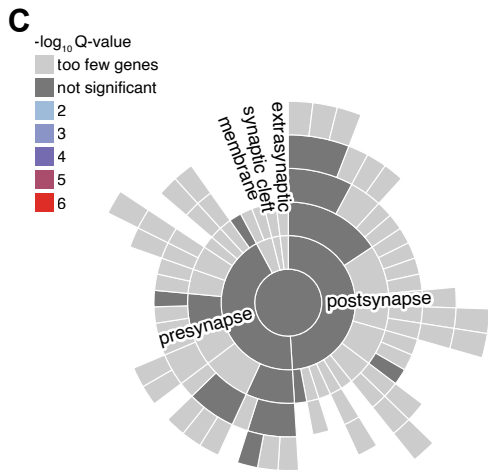 C
-log10 Q-value
too few genes
not significant
2
3
4
5
6
extrasynaptic
synaptic cleft
membrane
postsynapse
presynapse